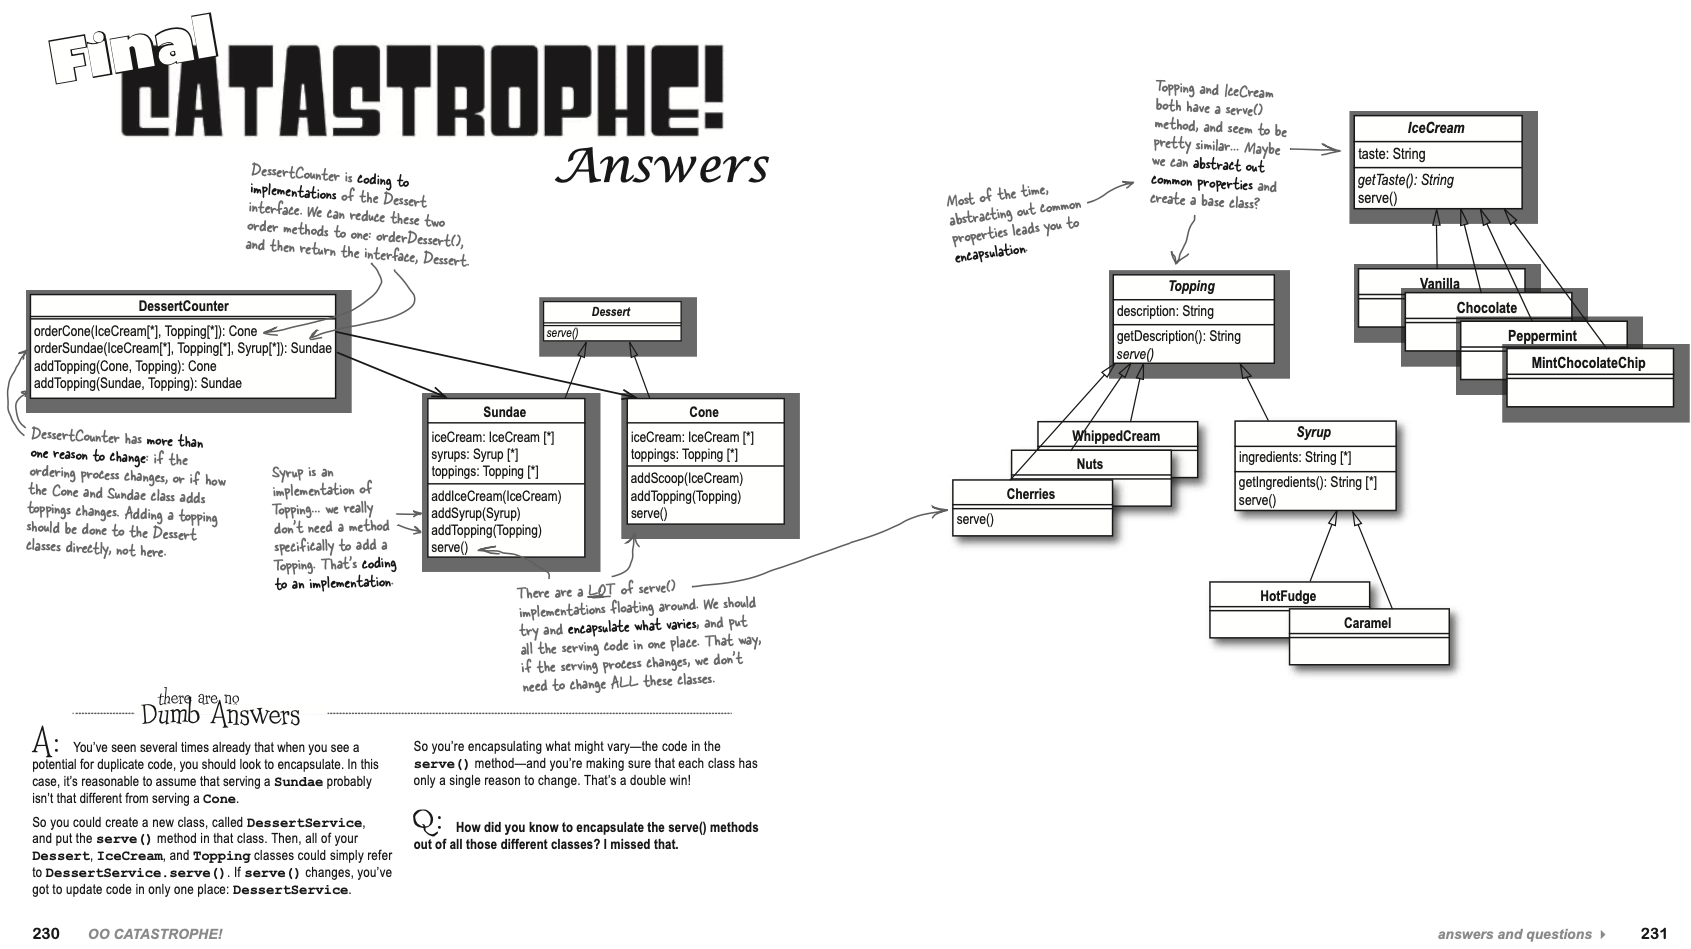 Final
CATASTROPHE!
Answers
DessertCounter is coding to
implementations of the Dessert
interface. We can reduce these two
order methods to one: orderDessert(),
and then return the interface, Dessert.
DessertCounter
orderCone(IceCream[*], Topping[*]): Cone
orderSundae(IceCream[*], Topping[*], Syrup[*]): Sundae
addTopping(Cone, Topping): Cone
addTopping(Sundae, Topping): Sundae
DessertCounter has more than
one reason to change: if the
ordering process changes, or if how
the Cone and Sundae class adds
toppings changes. Adding a topping
should be done to the Dessert
classes directly, not here.
Dessert
serve()
Sundae
iceCream: IceCream [*]
syrups: Syrup [*]
toppings: Topping [*]
addIceCream(IceCream)
addSyrup(Syrup)
addTopping(Topping)
serve()
Cone
iceCream: IceCream [*]
toppings: Topping [*]
addScoop(IceCream)
addTopping(Topping)
serve()
Syrup is an
implementation of
Topping... we really
don't need a method
specifically to add a
Topping. That's coding
to an implementation.
There are a LOT of serve()
implementations floating around. We should
try and encapsulate what varies, and put
all the serving code in one place. That way,
if the serving process changes, we don't
need to change ALL these classes.
there are no
Dumb Answers
A: You've seen several times already that when you see a
potential for duplicate code, you should look to encapsulate. In this
case, it's reasonable to assume that serving a Sundae probably
isn't that different from serving a Cone.
So you could create a new class, called DessertService,
and put the serve() method in that class. Then, all of your
Dessert, IceCream, and Topping classes could simply refer
to DessertService.serve(). If serve() changes, you've
got to update code in only one place: DessertService.
So you're encapsulating what might vary—the code in the
serve() method—and you're making sure that each class has
only a single reason to change. That's a double win!
Q: How did you know to encapsulate the serve() methods
out of all those different classes? I missed that.
230 OO CATASTROPHE!
Most of the time,
abstracting out common
properties leads you to
encapsulation.
Topping and IceCream
both have a serve()
method, and seem to be
pretty similar... Maybe
we can abstract out
common properties and
create a base class?
IceCream
taste: String
getTaste(): String
serve()
Vanilla
Chocolate
Peppermint
MintChocolateChip
Topping
description: String
getDescription(): String
serve()
WhippedCream
Nuts
Cherries
serve()
Syrup
ingredients: String [*]
getIngredients(): String [*]
serve()
HotFudge
Caramel
answers and questions 231